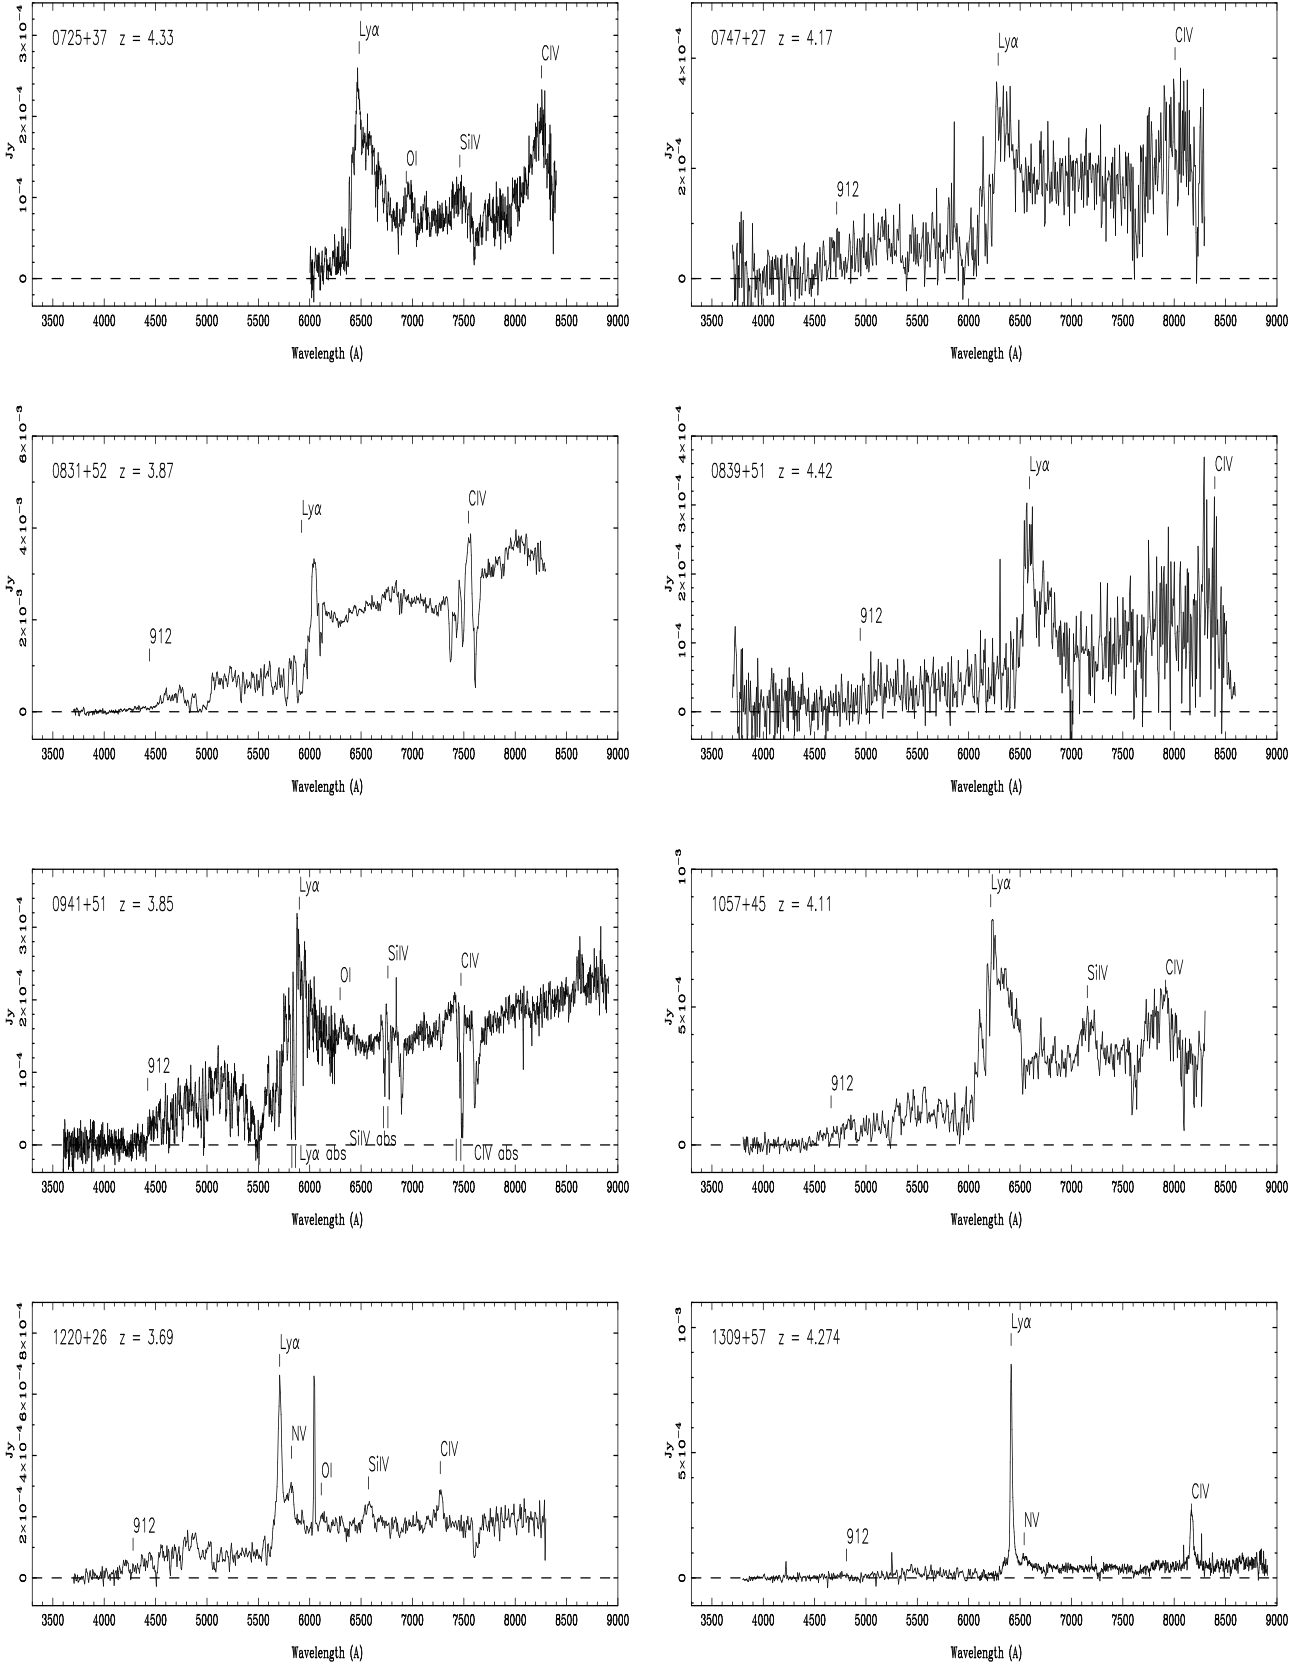 0725+37 z = 4.33
Lyα
OI
SiIV
CIV
Jy
0
10⁻⁴
2×10⁻⁴
3×10⁻⁴
3500 4000 4500 5000 5500 6000 6500 7000 7500 8000 8500 9000
Wavelength (A)
0747+27 z = 4.17
912
Lyα
CIV
Jy
0
2×10⁻⁴
4×10⁻⁴
3500 4000 4500 5000 5500 6000 6500 7000 7500 8000 8500 9000
Wavelength (A)
0831+52 z = 3.87
912
Lyα
CIV
Jy
0
2×10⁻³
4×10⁻³
6×10⁻³
3500 4000 4500 5000 5500 6000 6500 7000 7500 8000 8500 9000
Wavelength (A)
0839+51 z = 4.42
912
Lyα
CIV
Jy
0
10⁻⁴
2×10⁻⁴
3×10⁻⁴
4×10⁻⁴
3500 4000 4500 5000 5500 6000 6500 7000 7500 8000 8500 9000
Wavelength (A)
0941+51 z = 3.85
912
Lyα
OI
SiIV
CIV
SiIV abs
Lyα abs
CIV abs
Jy
0
10⁻⁴
2×10⁻⁴
3×10⁻⁴
3500 4000 4500 5000 5500 6000 6500 7000 7500 8000 8500 9000
Wavelength (A)
1057+45 z = 4.11
912
Lyα
SiIV
CIV
Jy
0
5×10⁻⁴
10⁻³
3500 4000 4500 5000 5500 6000 6500 7000 7500 8000 8500 9000
Wavelength (A)
1220+26 z = 3.69
912
Lyα
NV
OI
SiIV
CIV
Jy
0
2×10⁻⁴
4×10⁻⁴
6×10⁻⁴
8×10⁻⁴
3500 4000 4500 5000 5500 6000 6500 7000 7500 8000 8500 9000
Wavelength (A)
1309+57 z = 4.274
912
Lyα
NV
CIV
Jy
0
5×10⁻⁴
10⁻³
3500 4000 4500 5000 5500 6000 6500 7000 7500 8000 8500 9000
Wavelength (A)